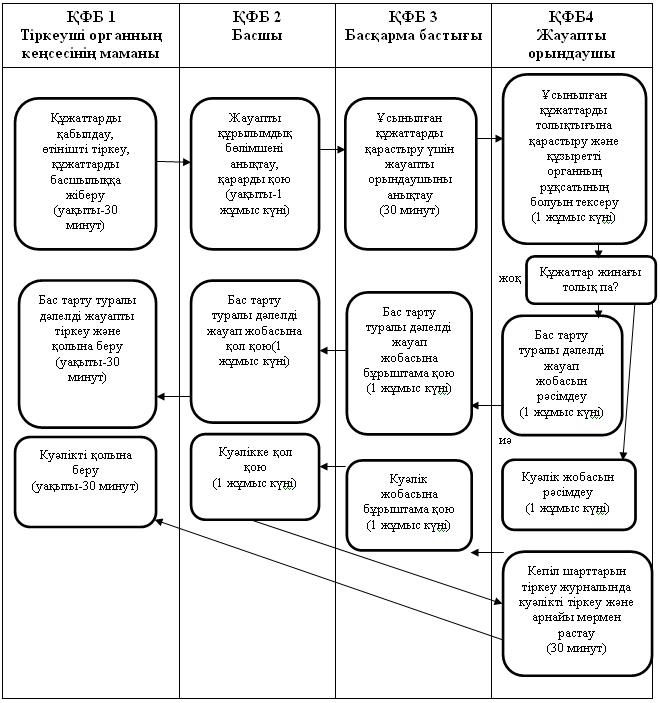 ҚФБ 1
Тіркеуші органның
кеңсесінің маманы
ҚФБ 2
Басшы
ҚФБ 3
Басқарма бастығы
ҚФБ4
Жауапты
орындаушы
Құжаттарды
қабылдау,
өтінішті тіркеу,
құжаттарды
басшылыққа
жіберу
(уақыты-30
минут)
Жауапты
құрылымдық
бөлімшені
анықтау,
қарарды қою
(уақыты-1
жұмыс күні)
Ұсынылған
құжаттарды
қарастыру үшін
жауапты
орындаушыны
анықтау
(30 минут)
Ұсынылған
құжаттарды
толықтығына
қарастыру және
құзыретті
органның
рұқсатының
болуын тексеру
(1 жұмыс күні)
жоқ
Құжаттар жинағы
толық па?
Бас тарту туралы
дәлелді жауапты
тіркеу және
қолына беру
(уақыты-30
минут)
Бас тарту
туралы дәлелді
жауап жобасына
қол қою(1
жұмыс күні)
Бас тарту
туралы дәлелді
жауап
жобасына
бұрыштама қою
(1 жұмыс күні)
Бас тарту
туралы дәлелді
жауап
жобасын
рәсімдеу
(1 жұмыс күні)
иә
Куәлікті қолына
беру
(уақыты-30 минут)
Куәлікке қол
қою
(1 жұмыс күні)
Куәлік
жобасына
бұрыштама қою
(1 жұмыс күні)
Куәлік жобасын
рәсімдеу
(1 жұмыс күні)
Кепіл шарттарын
тіркеу журналында
куәлікті тіркеу және
арнайы мөрмен
растау
(30 минут)